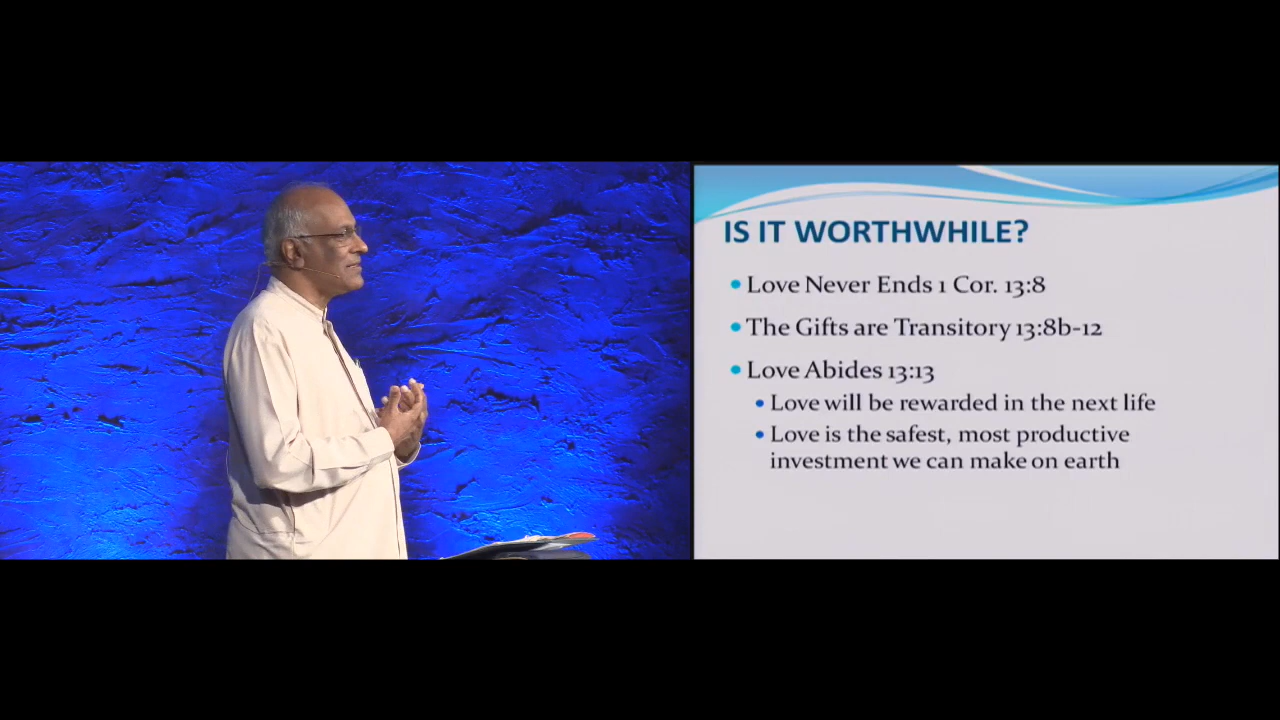 IS IT WORTHWHILE?
• Love Never Ends 1 Cor. 13:8
• The Gifts are Transitory 13:8b-12
• Love Abides 13:13
• Love will be rewarded in the next life
• Love is the safest, most productive
investment we can make on earth